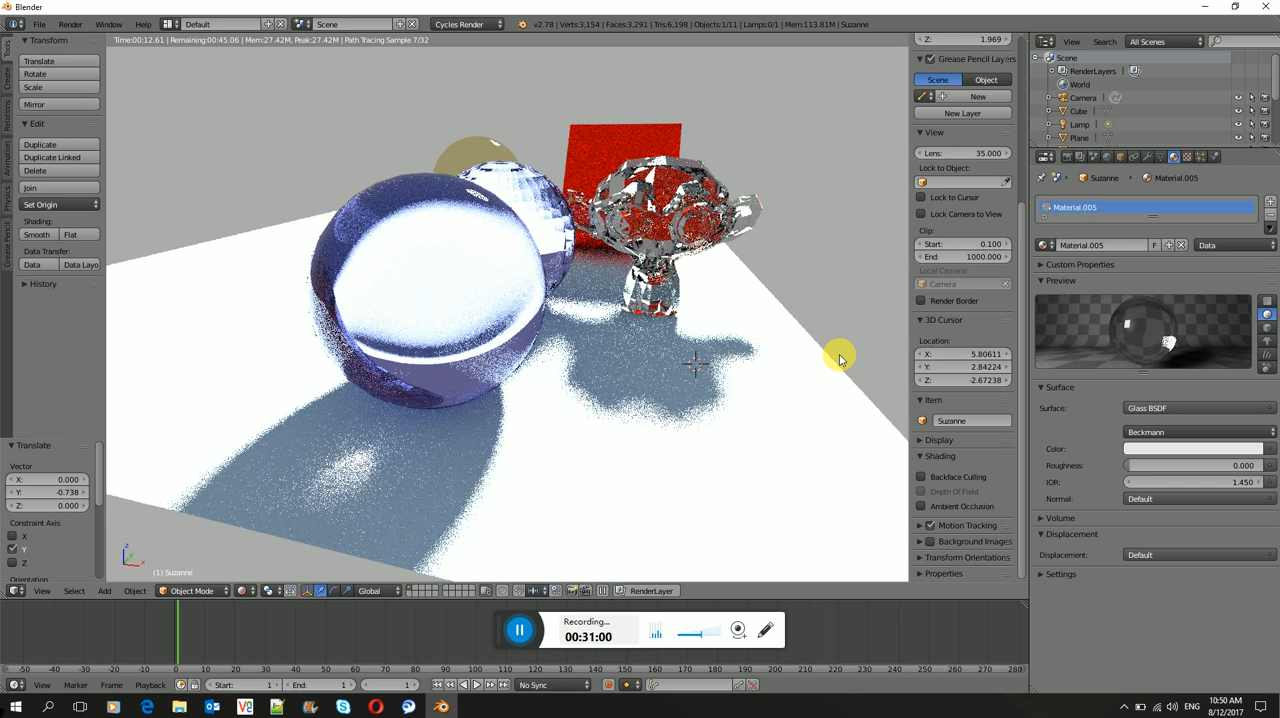 Blender
File Render Window Help Default Scene Cycles Render v2.78 | Verts:3,154 | Faces:3,291 | Tris:6,198 | Objects:1/11 | Lamps:0/1 | Mem:113.81M | Suzanne
Time:00:12.61 | Remaining:00:45.06 | Mem:27.42M, Peak:27.42M | Path Tracing Sample 7/32
Tools
Create
Relations
Animation
Physics
Grease Pencil
Transform
Translate
Rotate
Scale
Mirror
Edit
Duplicate
Duplicate Linked
Delete
Join
Set Origin
Shading:
Smooth Flat
Data Transfer:
Data Data Layo
History
Translate
Vector
X: 0.000
Y: -0.738
Z: 0.000
Constraint Axis
X
Y
Z
Orientation
z
y
x
(1) Suzanne
Z: 1.969
Grease Pencil Layers
Scene Object
New
New Layer
View
Lens: 35.000
Lock to Object:
Lock to Cursor
Lock Camera to View
Clip:
Start: 0.100
End: 1000.000
Local Camera:
Camera
Render Border
3D Cursor
Location:
X: 5.80611
Y: 2.84224
Z: -2.67238
Item
Suzanne
Display
Shading
Backface Culling
Depth Of Field
Ambient Occlusion
Motion Tracking
Background Images
Transform Orientations
Properties
View Search All Scenes
Scene
RenderLayers
World
Camera
Cube
Lamp
Plane
Suzanne Material.005
Material.005
Material.005 F Data
Custom Properties
Preview
Surface
Surface: Glass BSDF
Beckmann
Color:
Roughness: 0.000
IOR: 1.450
Normal: Default
Volume
Displacement
Displacement: Default
Settings
View Select Add Object Object Mode Global RenderLayer
Recording...
00:31:00
-50 -40 -30 -20 -10 0 10 20 30 40 50 60 70 80 90 100 110 120 130 140 150 160 170 180 190 200 210 220 230 240 250 260 270 280
View Marker Frame Playback Start: 1 End: 1 1 No Sync
ENG
10:50 AM
8/12/2017